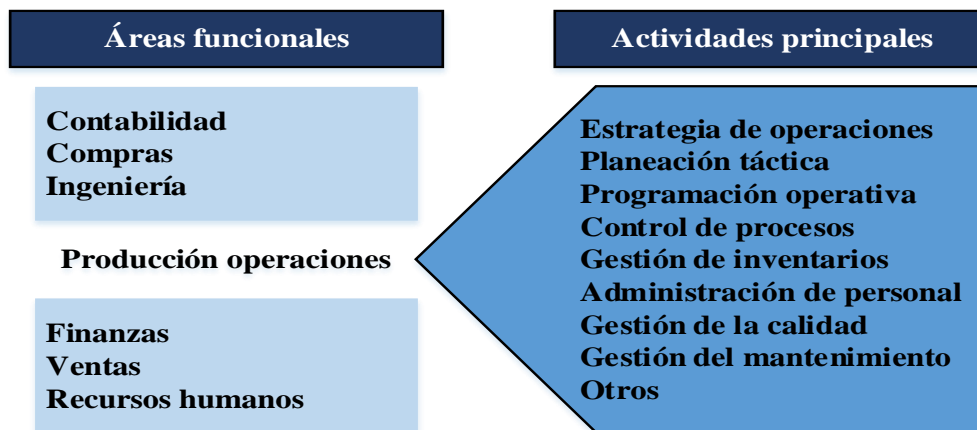 Áreas funcionales
Contabilidad
Compras
Ingeniería
Producción operaciones
Finanzas
Ventas
Recursos humanos
Actividades principales
Estrategia de operaciones
Planeación táctica
Programación operativa
Control de procesos
Gestión de inventarios
Administración de personal
Gestión de la calidad
Gestión del mantenimiento
Otros